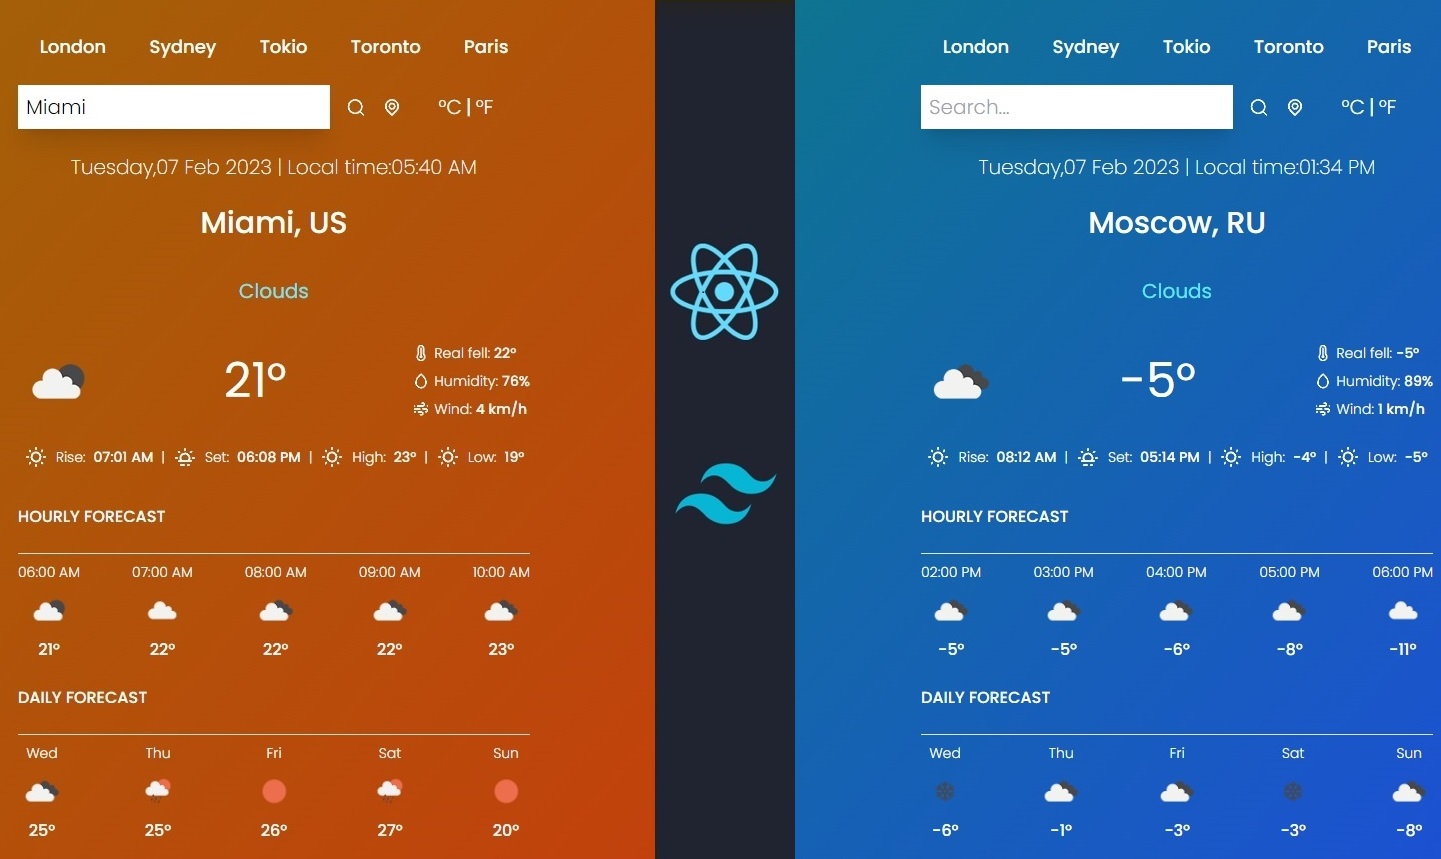 London Sydney Tokio Toronto Paris
Miami °C | °F
Tuesday,07 Feb 2023 | Local time:05:40 AM
Miami, US
Clouds
21°
Real fell: 22°
Humidity: 76%
Wind: 4 km/h
Rise: 07:01 AM | Set: 06:08 PM | High: 23° | Low: 19°
HOURLY FORECAST
06:00 AM 07:00 AM 08:00 AM 09:00 AM 10:00 AM
21° 22° 22° 22° 23°
DAILY FORECAST
Wed Thu Fri Sat Sun
25° 25° 26° 27° 20°
London Sydney Tokio Toronto Paris
Search... °C | °F
Tuesday,07 Feb 2023 | Local time:01:34 PM
Moscow, RU
Clouds
-5°
Real fell: -5°
Humidity: 89%
Wind: 1 km/h
Rise: 08:12 AM | Set: 05:14 PM | High: -4° | Low: -5°
HOURLY FORECAST
02:00 PM 03:00 PM 04:00 PM 05:00 PM 06:00 PM
-5° -5° -6° -8° -11°
DAILY FORECAST
Wed Thu Fri Sat Sun
-6° -1° -3° -3° -8°